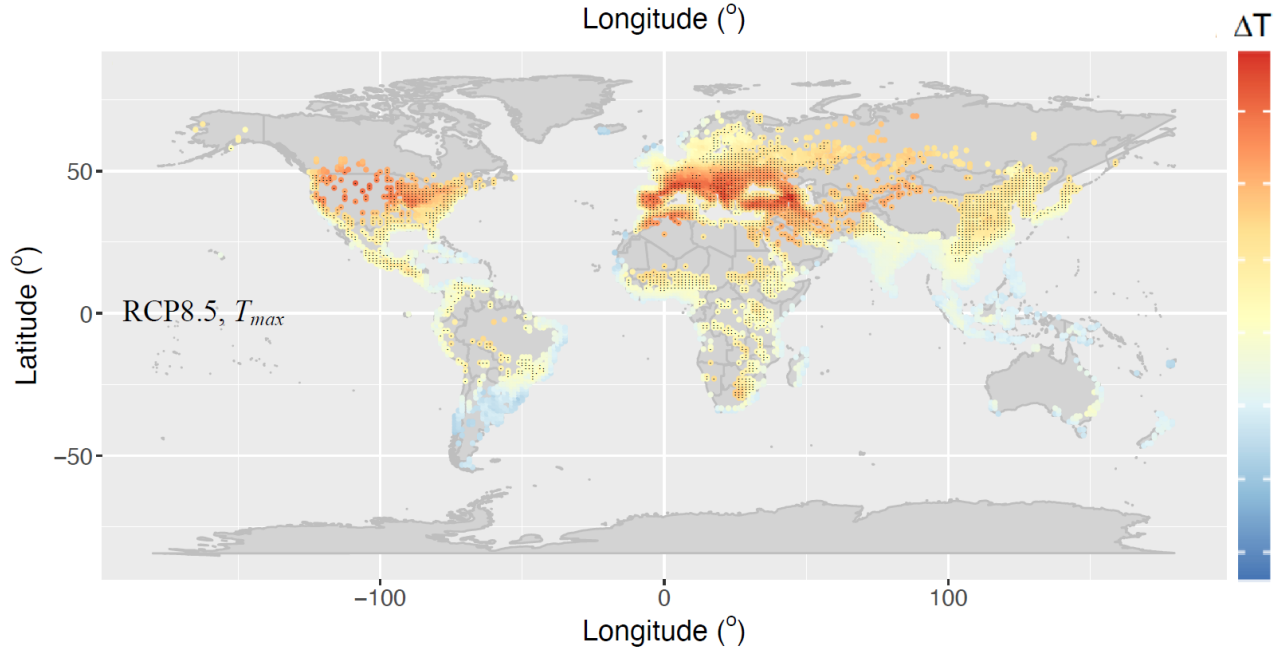 Longitude (o)
ΔT
50
0
−50
Latitude (o)
RCP8.5, Tmax
−100
0
100
Longitude (o)